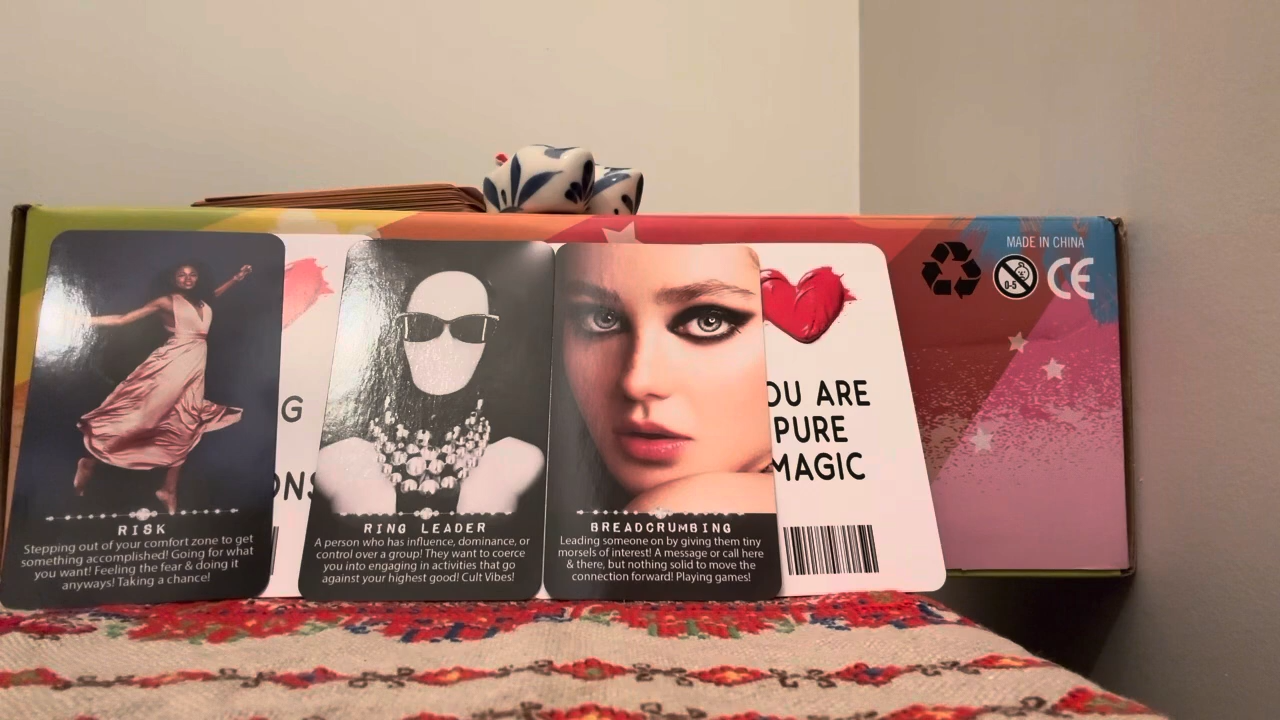 MADE IN CHINA
0-5
CE
G
ONS
OU ARE
PURE
MAGIC
RISK
Stepping out of your comfort zone to get
something accomplished! Going for what
you want! Feeling the fear & doing it
anyways! Taking a chance!
RING LEADER
A person who has influence, dominance, or
control over a group! They want to coerce
you into engaging in activities that go
against your highest good! Cult Vibes!
BREADCRUMBING
Leading someone on by giving them tiny
morsels of interest! A message or call here
& there, but nothing solid to move the
connection forward! Playing games!